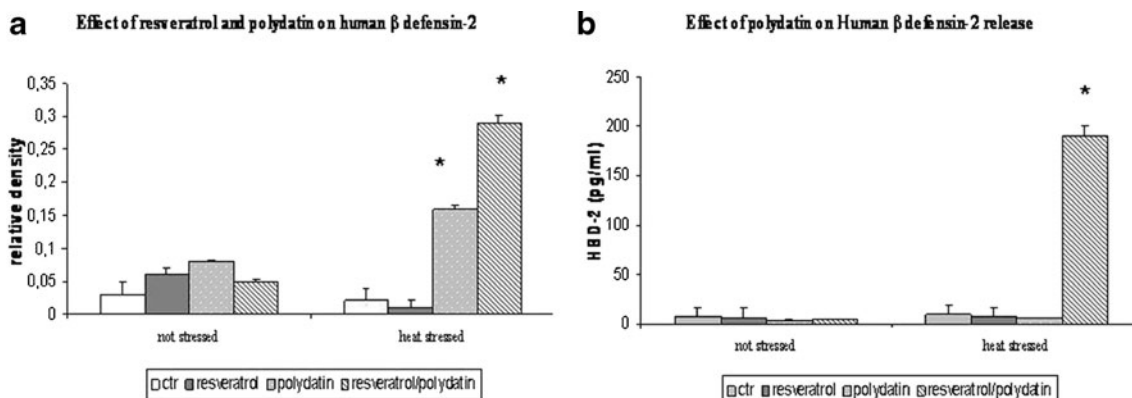 a
Effect of resveratrol and polydatin on human β defensin-2
0,35
0,3
0,25
0,2
0,15
0,1
0,05
0
relative density
*
*
not stressed
heat stressed
ctr resveratrol polydatin resveratrol/polydatin
b
Effect of polydatin on Human β defensin-2 release
250
200
150
100
50
0
HBD-2 (pg/ml)
*
not stressed
heat stressed
ctr resveratrol polydatin resveratrol/polydatin